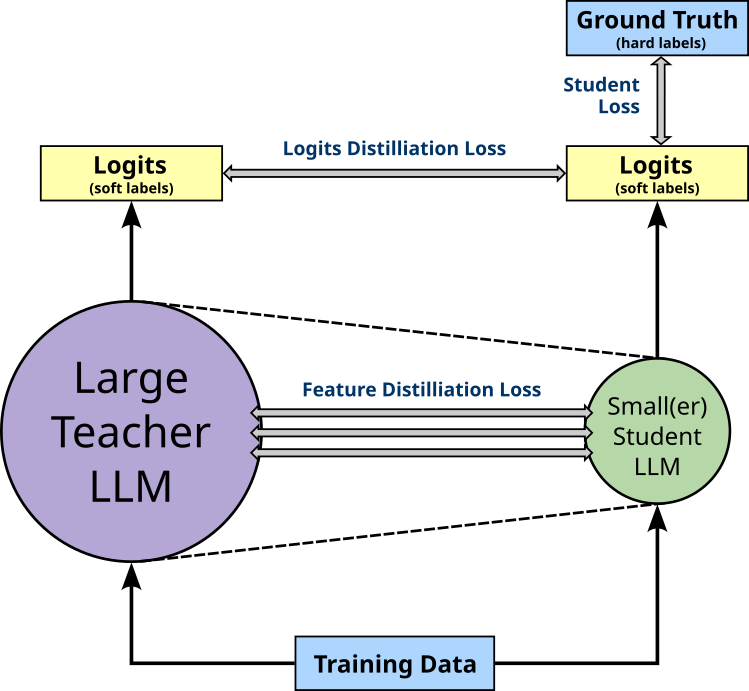 Ground Truth
(hard labels)
Student
Loss
Logits Distilliation Loss
Logits
(soft labels)
Logits
(soft labels)
Large
Teacher
LLM
Feature Distilliation Loss
Small(er)
Student
LLM
Training Data